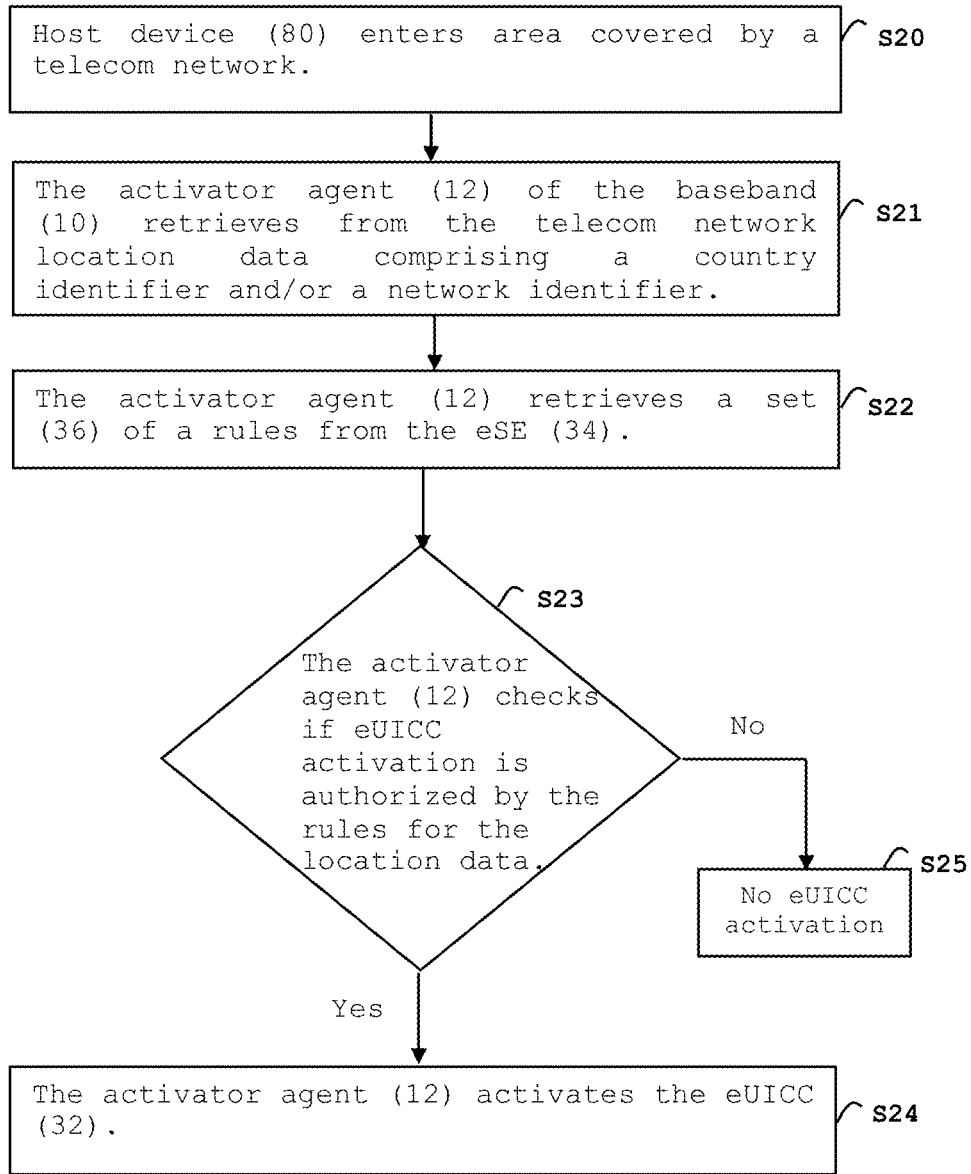 Host device (80) enters area covered by a
telecom network.
S20
The activator agent (12) of the baseband
(10) retrieves from the telecom network
location data comprising a country
identifier and/or a network identifier.
S21
The activator agent (12) retrieves a set
(36) of a rules from the eSE (34).
S22
S23
The activator
agent (12) checks
if eUICC
activation is
authorized by the
rules for the
location data.
No
S25
No eUICC
activation
Yes
The activator agent (12) activates the eUICC
(32).
S24